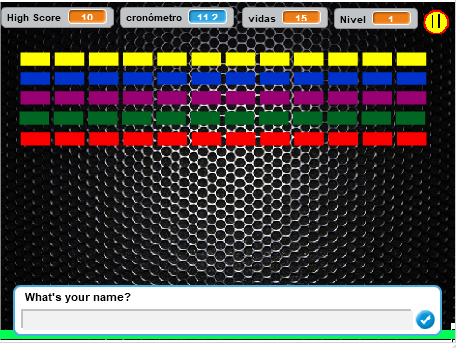 High Score 10 cronómetro 11.2 vidas 15 Nivel 1
What's your name?